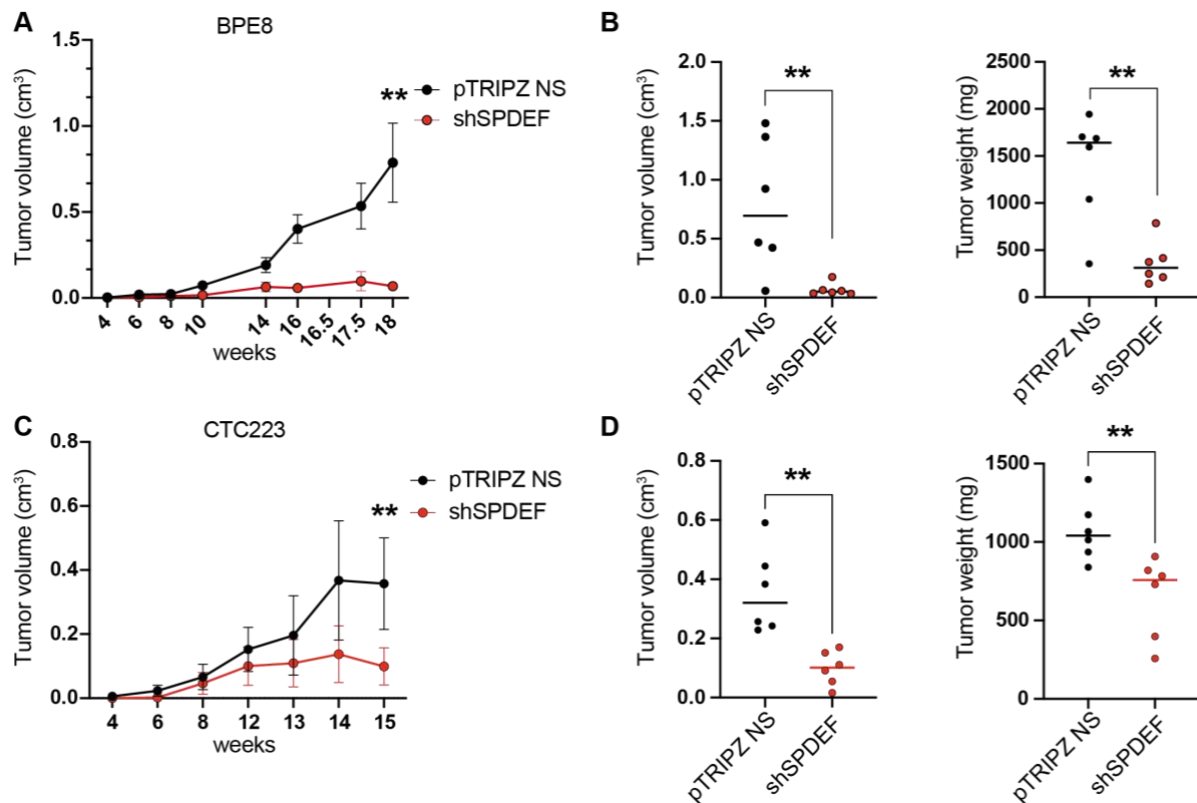 A
BPE8
Tumor volume (cm³)
1.5
1.0
0.5
0.0
**
pTRIPZ NS
shSPDEF
4 6 8 10 14 16 16.5 17.5 18
weeks
B
Tumor volume (cm³)
2.0
1.5
1.0
0.5
0.0
**
pTRIPZ NS
shSPDEF
Tumor weight (mg)
2500
2000
1500
1000
500
0
**
pTRIPZ NS
shSPDEF
C
CTC223
Tumor volume (cm³)
0.8
0.6
0.4
0.2
0.0
**
pTRIPZ NS
shSPDEF
4 6 8 12 13 14 15
weeks
D
Tumor volume (cm³)
0.8
0.6
0.4
0.2
0.0
**
pTRIPZ NS
shSPDEF
Tumor weight (mg)
1500
1000
500
0
**
pTRIPZ NS
shSPDEF